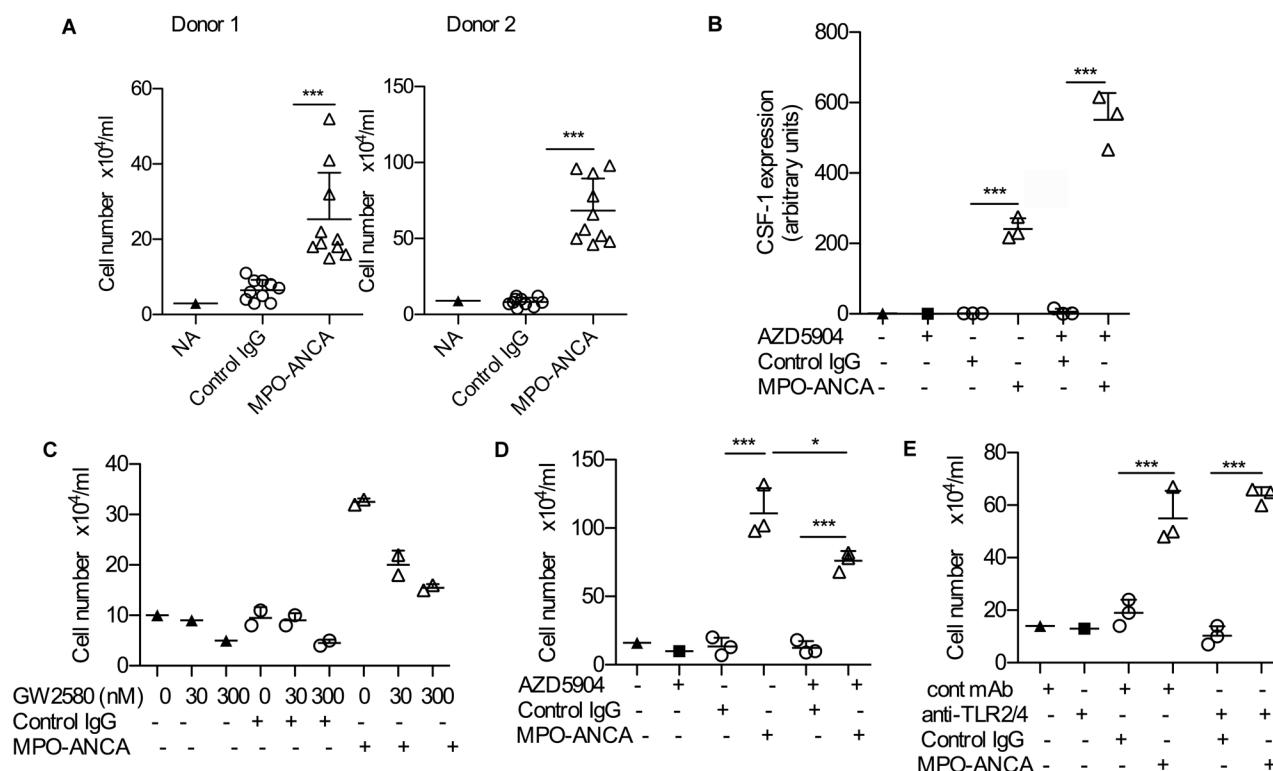 A
Donor 1
Donor 2
Cell number x10⁴/ml
60
40
20
0
***
NA
Control IgG
MPO-ANCA
Cell number x10⁴/ml
150
100
50
0
***
NA
Control IgG
MPO-ANCA
B
CSF-1 expression
(arbitrary units)
800
600
400
200
0
***
***
AZD5904 - + - - + +
Control IgG - - + - + -
MPO-ANCA - - - + - +
C
Cell number x10⁴/ml
40
30
20
10
0
GW2580 (nM) 0 30 300 0 30 300 0 30 300
Control IgG - - - + + + - - -
MPO-ANCA - - - - - - + + +
D
Cell number x10⁴/ml
150
100
50
0
***
*
***
AZD5904 - + - - + +
Control IgG - - + - + -
MPO-ANCA - - - + - +
E
Cell number x10⁴/ml
80
60
40
20
0
***
***
cont mAb + - + + - -
anti-TLR2/4 - + - - + +
Control IgG - - + - + -
MPO-ANCA - - - + - +